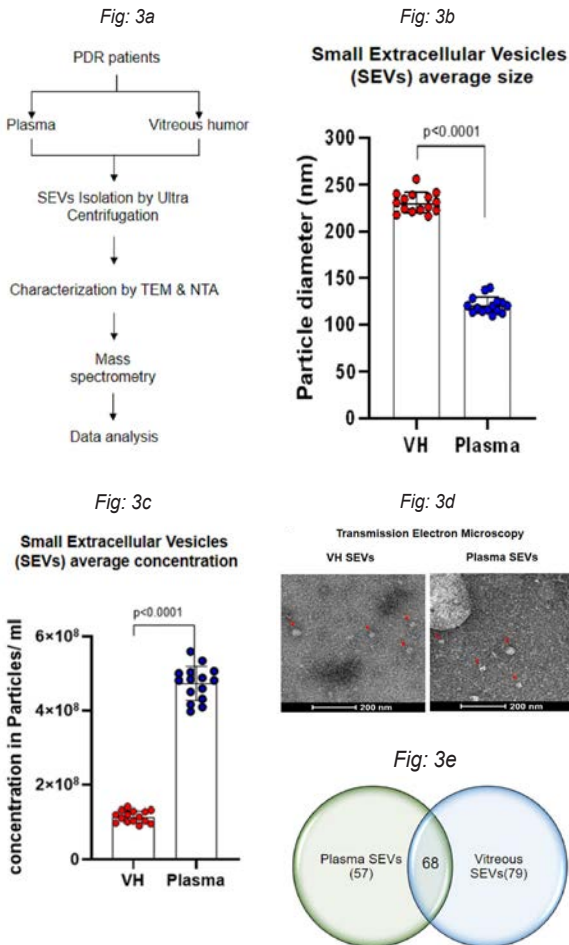 Fig: 3a
PDR patients
Plasma
Vitreous humor
SEVs Isolation by Ultra
Centrifugation
Characterization by TEM & NTA
Mass
spectrometry
Data analysis
Fig: 3b
Small Extracellular Vesicles
(SEVs) average size
p<0.0001
Particle diameter (nm)
300
250
200
150
100
50
0
VH
Plasma
Fig: 3c
Small Extracellular Vesicles
(SEVs) average concentration
p<0.0001
concentration in Particles/ ml
6×10⁸
4×10⁸
2×10⁸
0
VH
Plasma
Fig: 3d
Transmission Electron Microscopy
VH SEVs
Plasma SEVs
200 nm
200 nm
Fig: 3e
Plasma SEVs
(57)
68
Vitreous
SEVs(79)